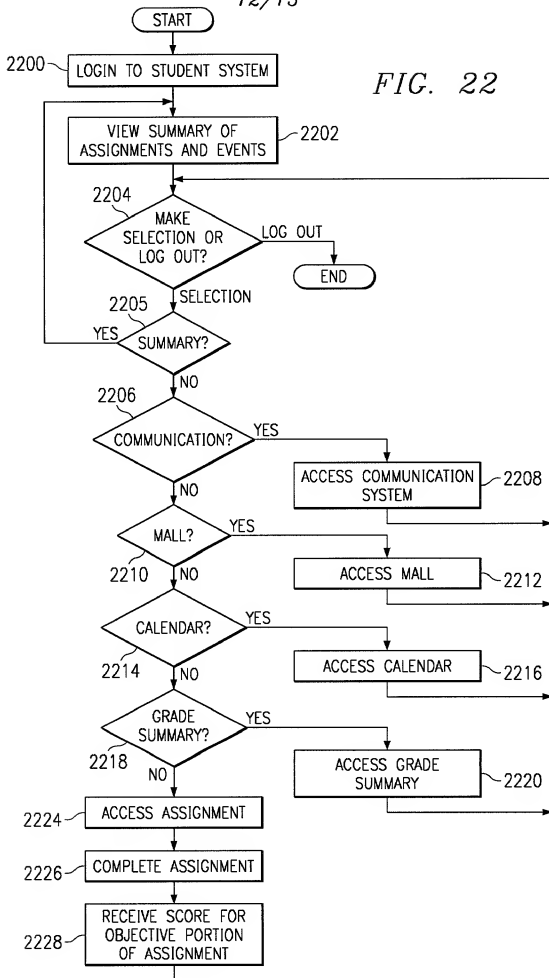 12/13
START
2200
LOGIN TO STUDENT SYSTEM
FIG. 22
VIEW SUMMARY OF
ASSIGNMENTS AND EVENTS
2202
2204
MAKE
SELECTION OR
LOG OUT?
LOG OUT
END
SELECTION
2205
YES
SUMMARY?
NO
2206
COMMUNICATION?
YES
ACCESS COMMUNICATION
SYSTEM
2208
NO
MALL?
YES
2210
ACCESS MALL
2212
NO
CALENDAR?
YES
2214
ACCESS CALENDAR
2216
NO
GRADE
SUMMARY?
YES
2218
ACCESS GRADE
SUMMARY
2220
NO
2224
ACCESS ASSIGNMENT
2226
COMPLETE ASSIGNMENT
2228
RECEIVE SCORE FOR
OBJECTIVE PORTION
OF ASSIGNMENT